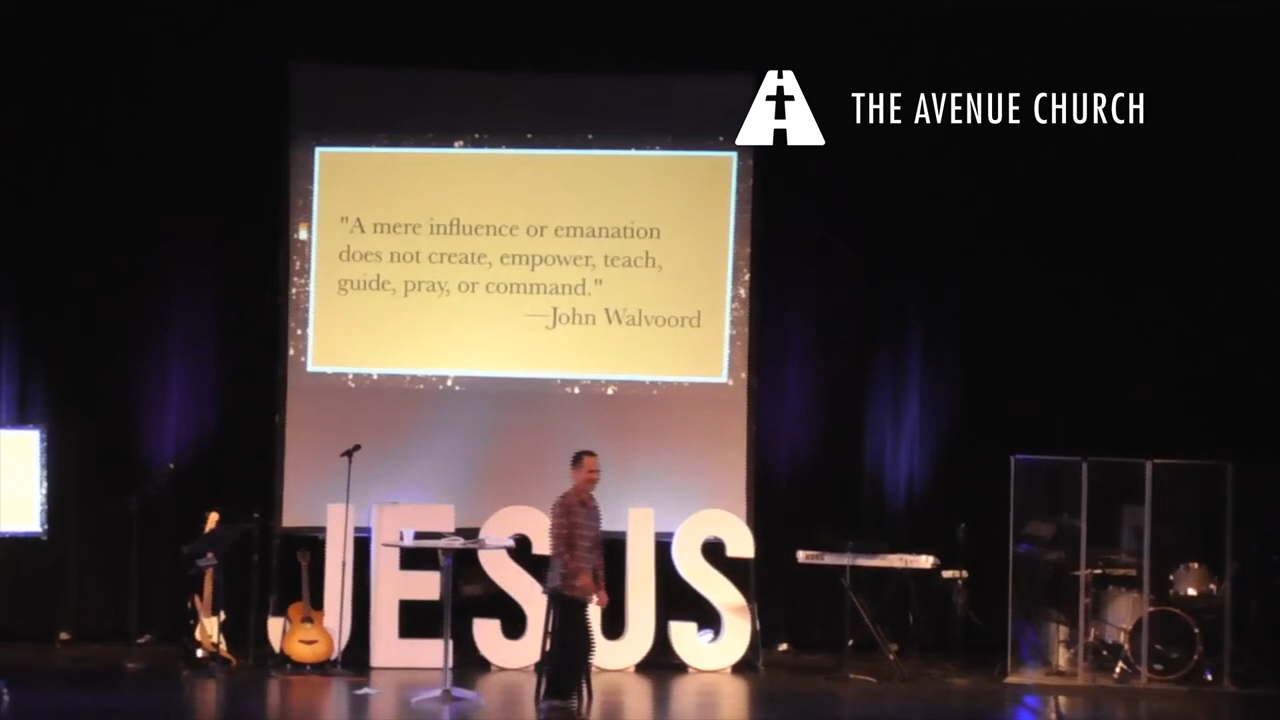 THE AVENUE CHURCH
"A mere influence or emanation
does not create, empower, teach,
guide, pray, or command."
—John Walvoord
JESUS
KORG